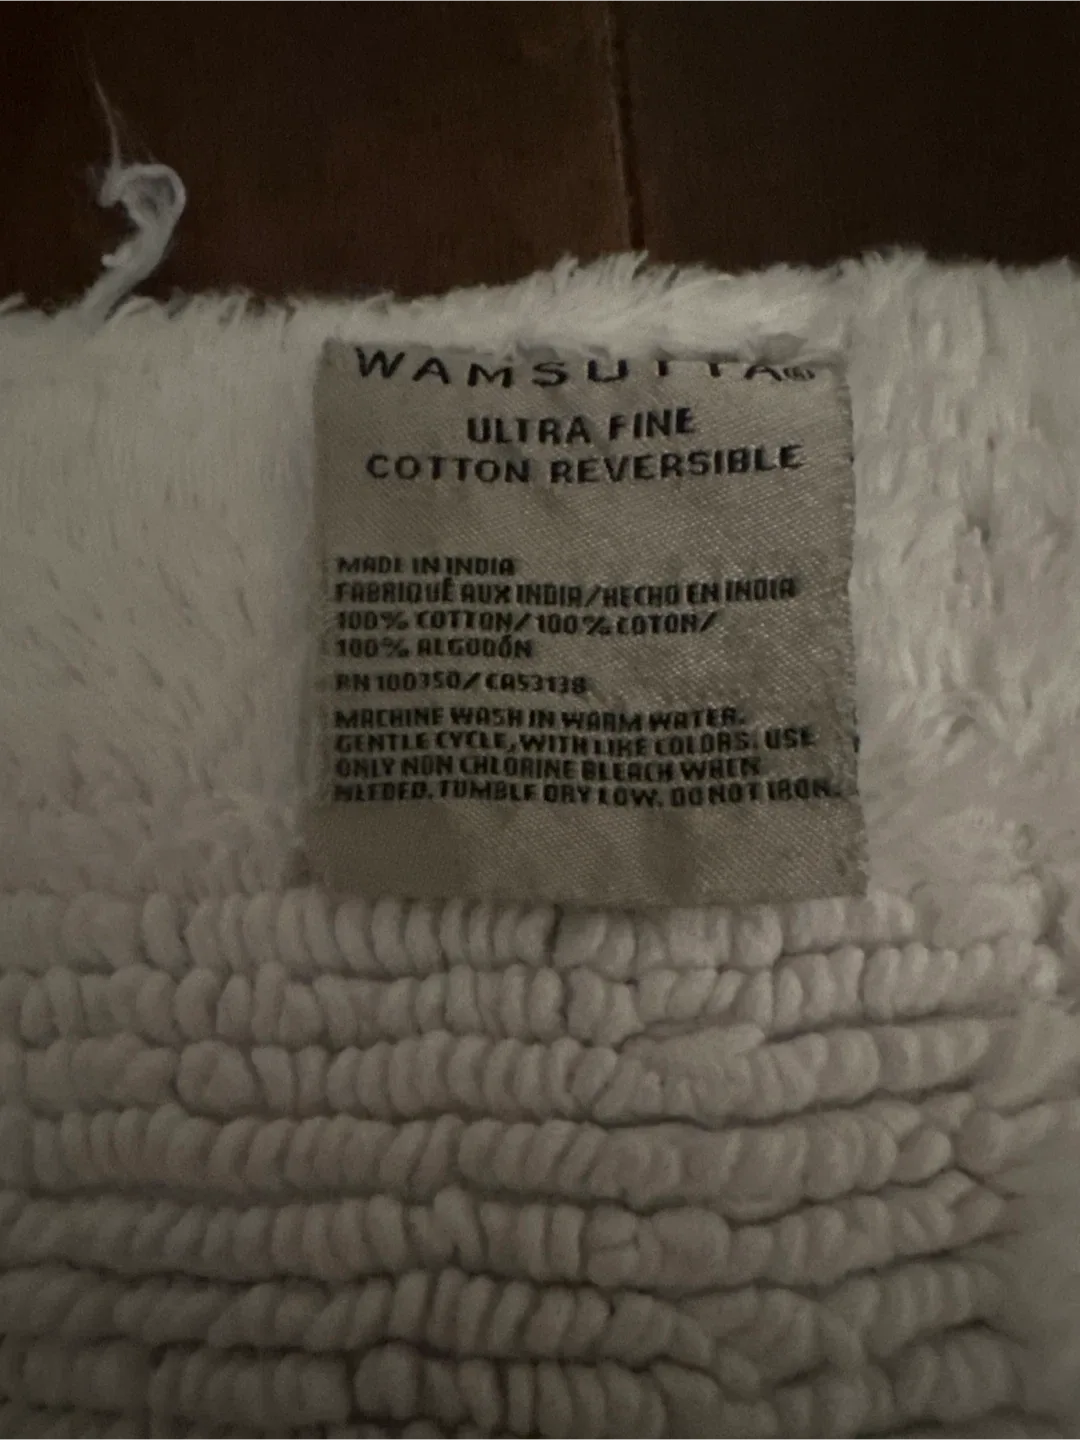 WAMSUTTA®
ULTRA FINE
COTTON REVERSIBLE
MADE IN INDIA
FABRIQUÉ AUX INDIA/HECHO EN INDIA
100% COTTON/100% COTON/
100% ALGODÓN
RN 100350/CA53138
MACHINE WASH IN WARM WATER.
GENTLE CYCLE, WITH LIKE COLORS. USE
ONLY NON CHLORINE BLEACH WHEN
NEEDED. TUMBLE DRY LOW. DO NOT IRON.